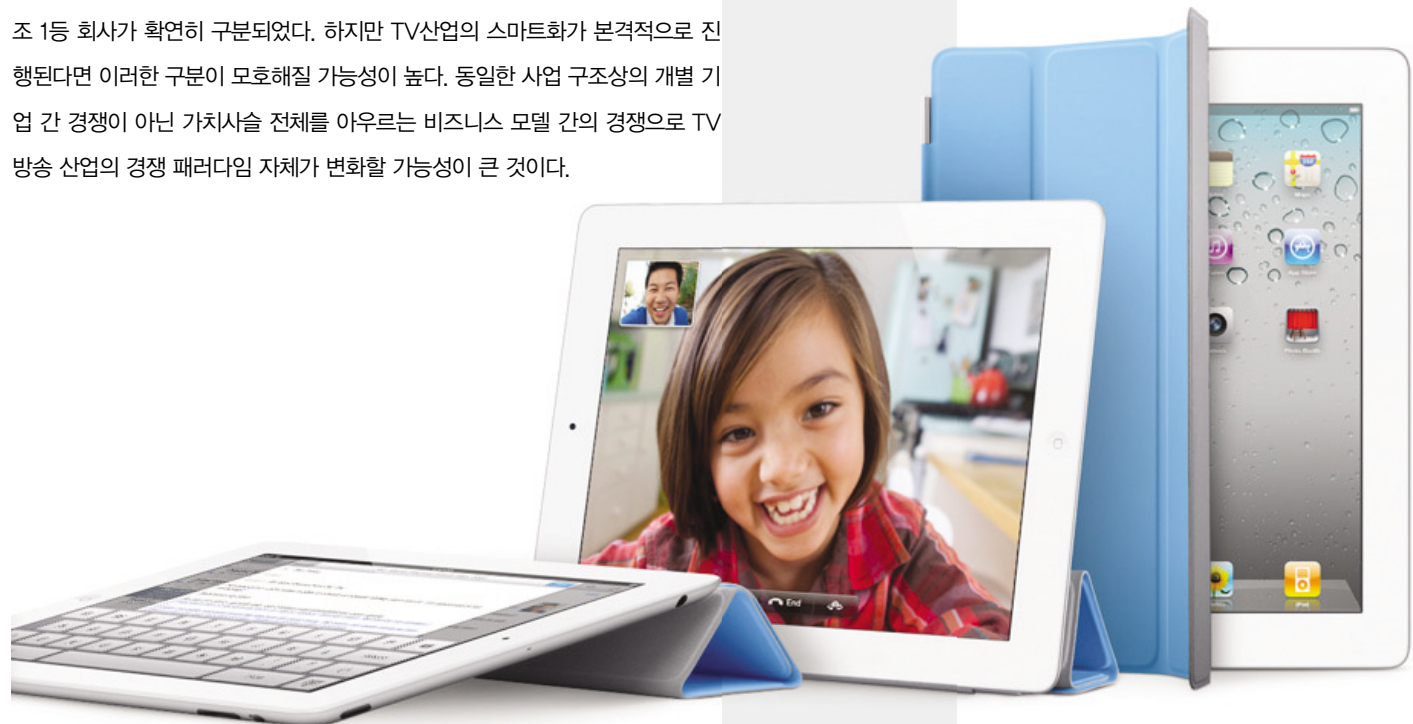 조 1등 회사가 확연히 구분되었다. 하지만 TV산업의 스마트화가 본격적으로 진
행된다면 이러한 구분이 모호해질 가능성이 높다. 동일한 사업 구조상의 개별 기
업 간 경쟁이 아닌 가치사슬 전체를 아우르는 비즈니스 모델 간의 경쟁으로 TV
방송 산업의 경쟁 패러다임 자체가 변화할 가능성이 큰 것이다.
End
App Store
Photo Booth
iPod